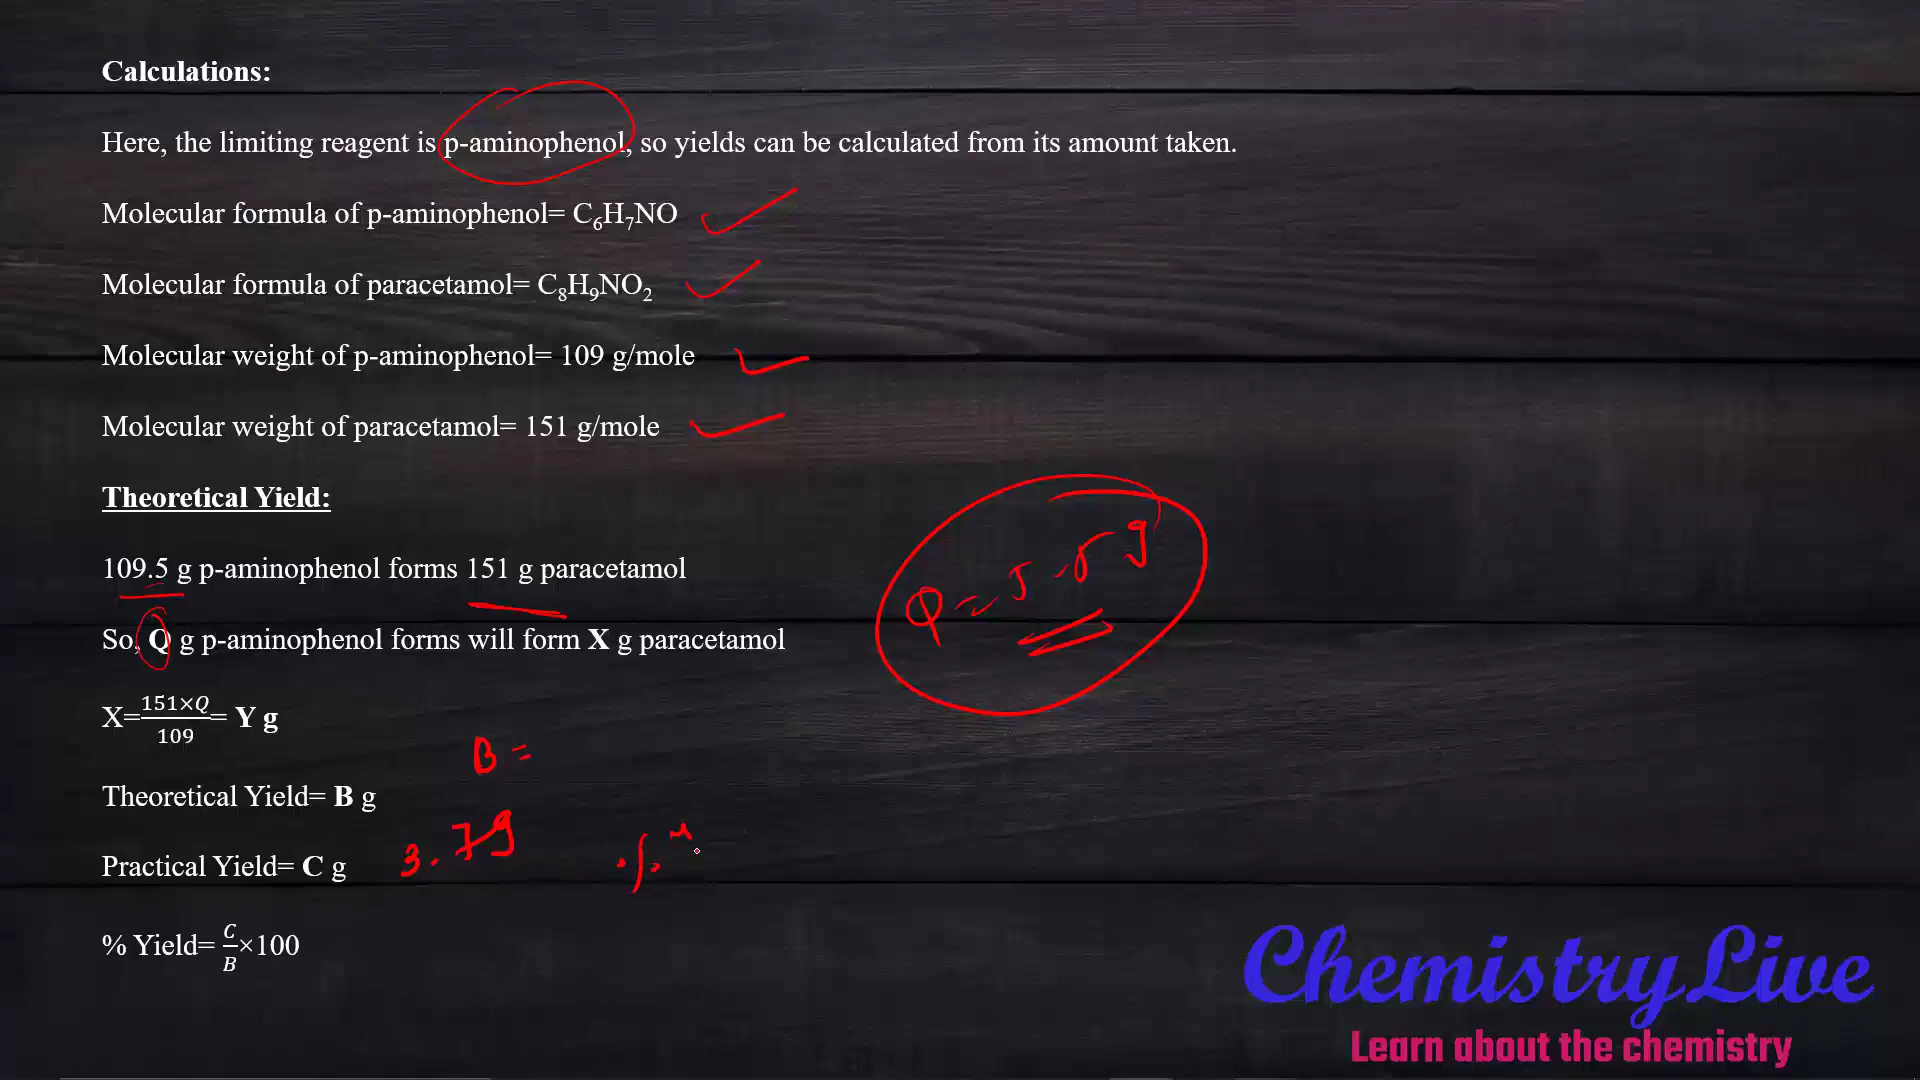 Calculations:
Here, the limiting reagent is p-aminophenol, so yields can be calculated from its amount taken.
Molecular formula of p-aminophenol= C₆H₇NO
Molecular formula of paracetamol= C₈H₉NO₂
Molecular weight of p-aminophenol= 109 g/mole
Molecular weight of paracetamol= 151 g/mole
Theoretical Yield:
109.5 g p-aminophenol forms 151 g paracetamol
So, Q g p-aminophenol forms will form X g paracetamol
Q = 5.5 g
X=151×Q/109= Y g
B =
Theoretical Yield= B g
Practical Yield= C g
3.7g
%
% Yield= C/B×100
ChemistryLive
Learn about the chemistry